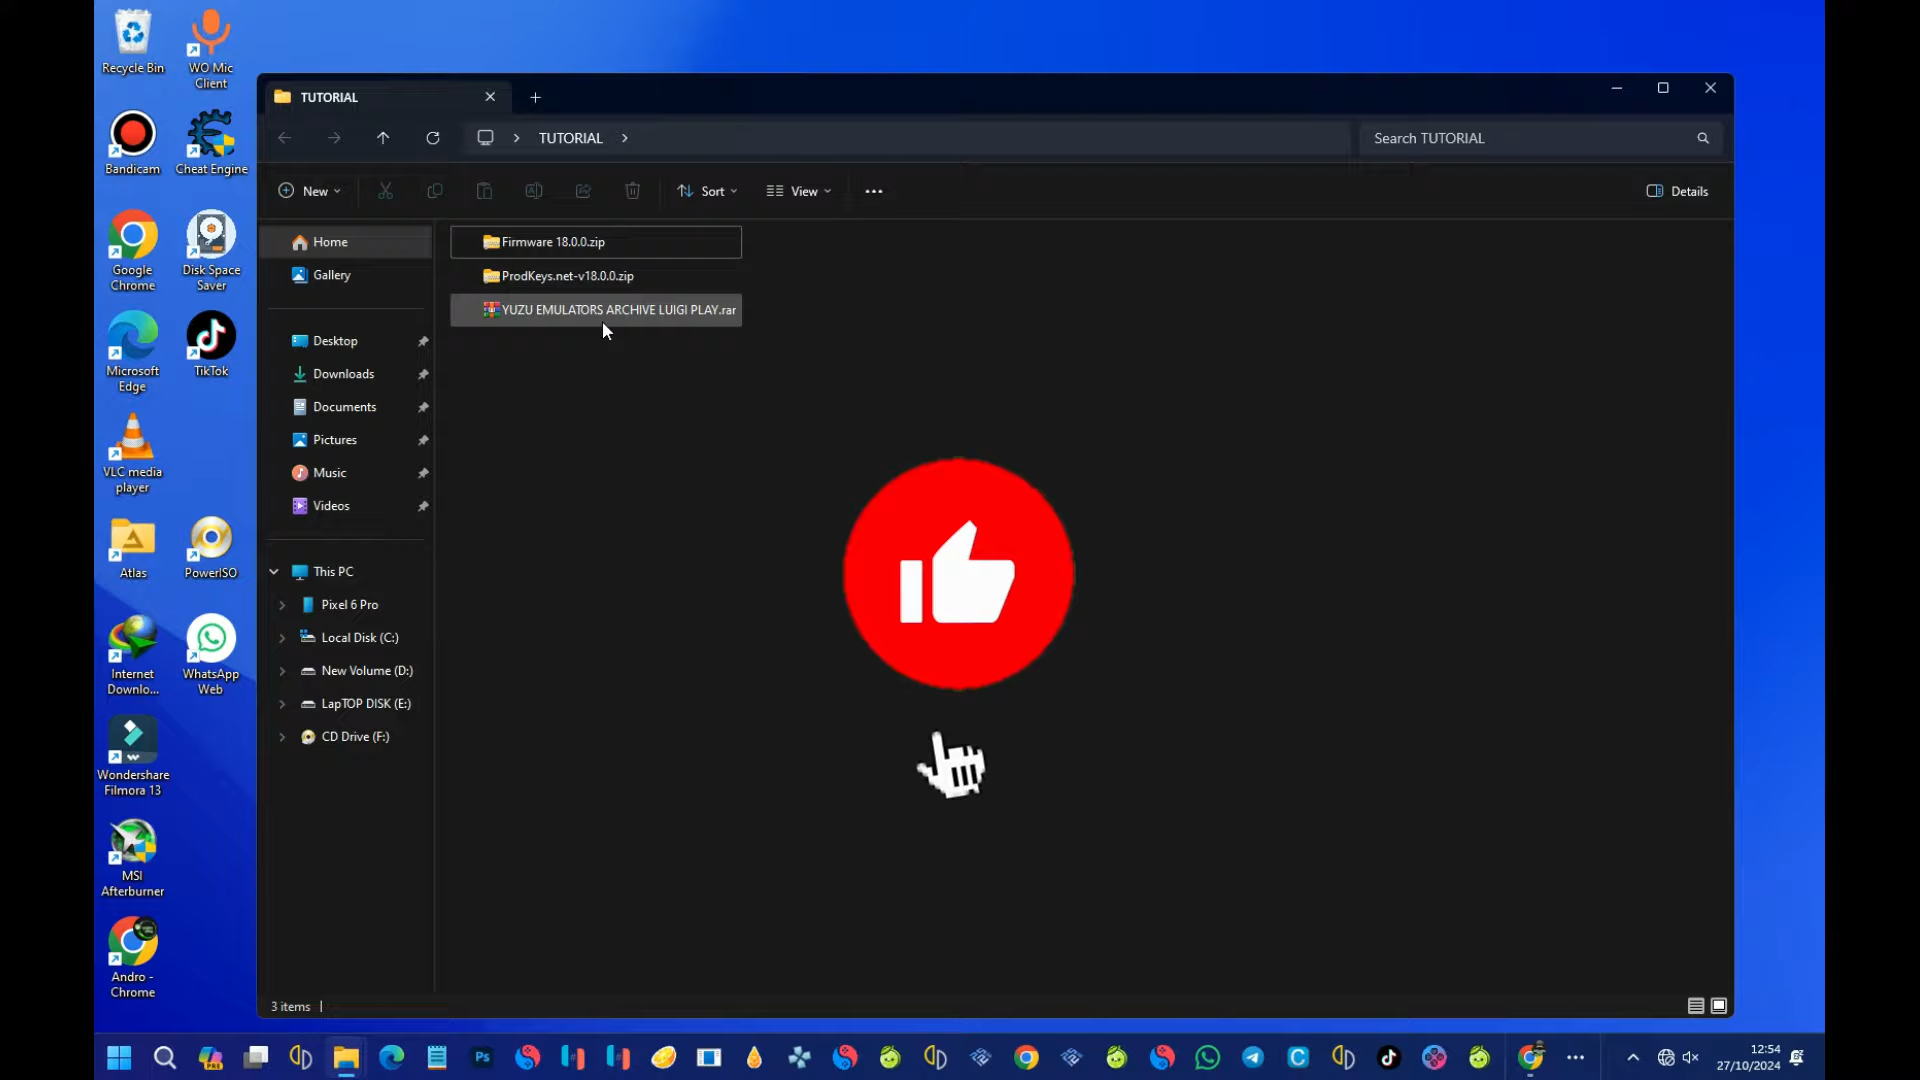 Recycle Bin
WO Mic
Client
Bandicam
Cheat Engine
Google
Chrome
Disk Space
Saver
Microsoft
Edge
TikTok
VLC media
player
Atlas
PowerISO
Internet
Downlo...
WhatsApp
Web
Wondershare
Filmora 13
MSI
Afterburner
Andro -
Chrome
TUTORIAL
TUTORIAL
Search TUTORIAL
New
Sort
View
Details
Home
Gallery
Desktop
Downloads
Documents
Pictures
Music
Videos
This PC
Pixel 6 Pro
Local Disk (C:)
New Volume (D:)
LapTOP DISK (E:)
CD Drive (F:)
Firmware 18.0.0.zip
ProdKeys.net-v18.0.0.zip
YUZU EMULATORS ARCHIVE LUIGI PLAY.rar
3 items
PRE
Ps
C
12:54
27/10/2024